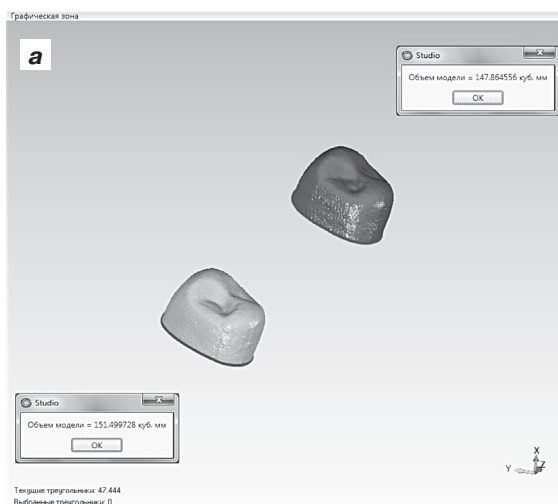 Графическая зона
а
Studio
Объем модели = 147.864556 куб. мм
OK
Studio
Объем модели = 151.499728 куб. мм
OK
X
Y
Z
Текущие треугольники: 47.444
Выбранные треугольники: 0